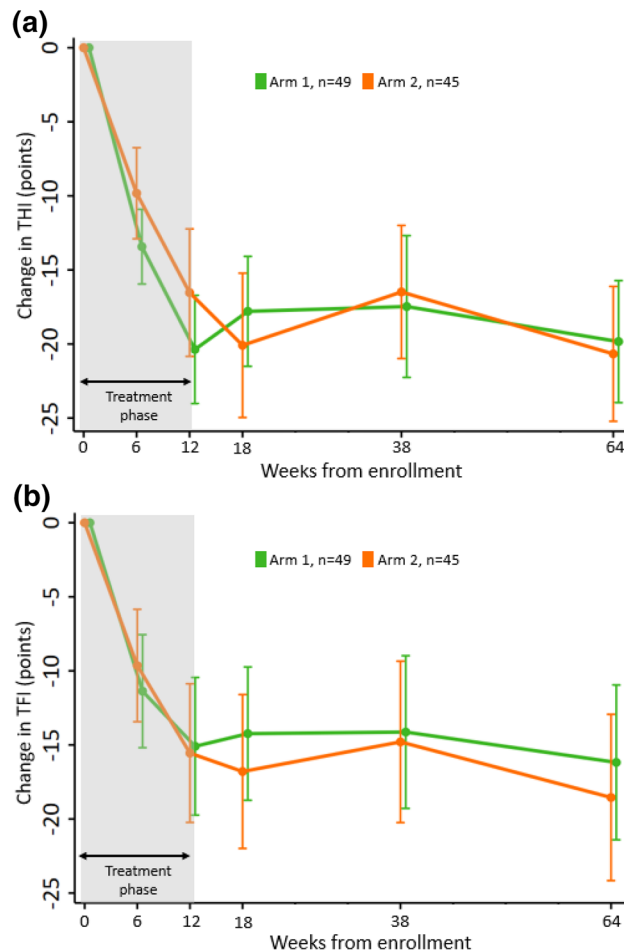 (a)
Change in THI (points)
0
-5
-10
-15
-20
-25
Arm 1, n=49 Arm 2, n=45
Treatment
phase
0 6 12 18 38 64
Weeks from enrollment
(b)
Change in TFI (points)
0
-5
-10
-15
-20
-25
Arm 1, n=49 Arm 2, n=45
Treatment
phase
0 6 12 18 38 64
Weeks from enrollment